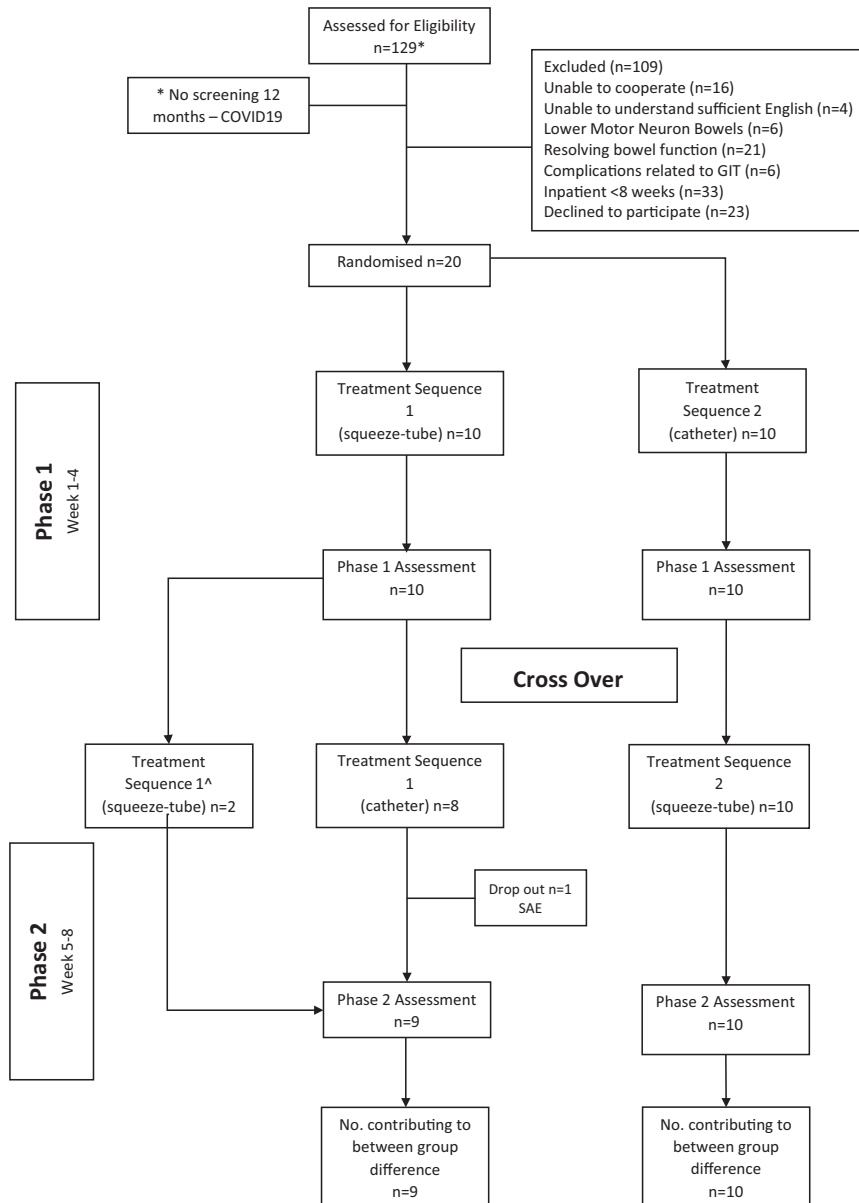 Assessed for Eligibility
n=129*
* No screening 12
months – COVID19
Excluded (n=109)
Unable to cooperate (n=16)
Unable to understand sufficient English (n=4)
Lower Motor Neuron Bowels (n=6)
Resolving bowel function (n=21)
Complications related to GIT (n=6)
Inpatient <8 weeks (n=33)
Declined to participate (n=23)
Randomised n=20
Phase 1
Week 1-4
Treatment Sequence
1
(squeeze-tube) n=10
Treatment
Sequence 2
(catheter) n=10
Phase 1 Assessment
n=10
Phase 1 Assessment
n=10
Cross Over
Treatment
Sequence 1^
(squeeze-tube) n=2
Treatment Sequence
1
(catheter) n=8
Treatment Sequence
2
(squeeze-tube) n=10
Phase 2
Week 5-8
Drop out n=1
SAE
Phase 2 Assessment
n=9
Phase 2 Assessment
n=10
No. contributing to
between group
difference
n=9
No. contributing to
between group
difference
n=10